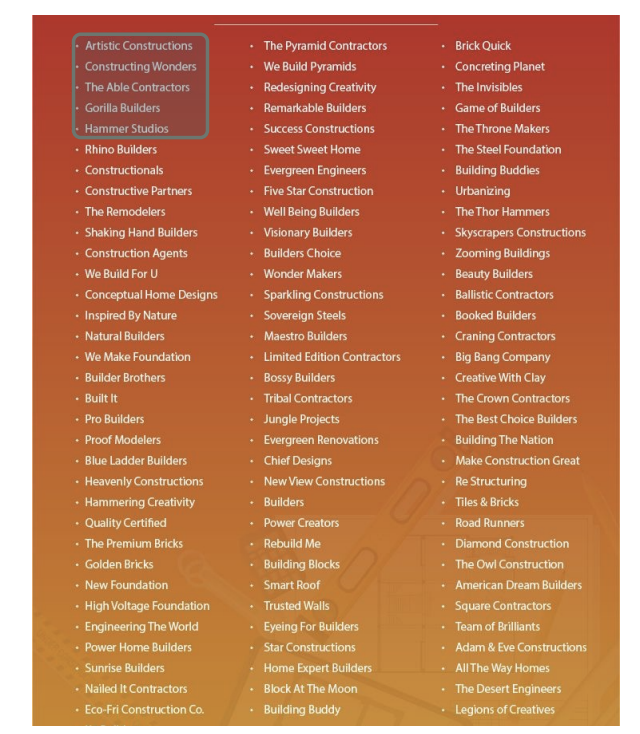 Artistic Constructions
Constructing Wonders
The Able Contractors
Gorilla Builders
Hammer Studios
Rhino Builders
Constructionals
Constructive Partners
The Remodelers
Shaking Hand Builders
Construction Agents
We Build For U
Conceptual Home Designs
Inspired By Nature
Natural Builders
We Make Foundation
Builder Brothers
Built It
Pro Builders
Proof Modelers
Blue Ladder Builders
Heavenly Constructions
Hammering Creativity
Quality Certified
The Premium Bricks
Golden Bricks
New Foundation
High Voltage Foundation
Engineering The World
Power Home Builders
Sunrise Builders
Nailed It Contractors
Eco-Fri Construction Co.
The Pyramid Contractors
We Build Pyramids
Redesigning Creativity
Remarkable Builders
Success Constructions
Sweet Sweet Home
Evergreen Engineers
Five Star Construction
Well Being Builders
Visionary Builders
Builders Choice
Wonder Makers
Sparkling Constructions
Sovereign Steels
Maestro Builders
Limited Edition Contractors
Bossy Builders
Tribal Contractors
Jungle Projects
Evergreen Renovations
Chief Designs
New View Constructions
Builders
Power Creators
Rebuild Me
Building Blocks
Smart Roof
Trusted Walls
Eyeing For Builders
Star Constructions
Home Expert Builders
Block At The Moon
Building Buddy
Brick Quick
Concreting Planet
The Invisibles
Game of Builders
The Throne Makers
The Steel Foundation
Building Buddies
Urbanizing
The Thor Hammers
Skyscrapers Constructions
Zooming Buildings
Beauty Builders
Ballistic Contractors
Booked Builders
Craning Contractors
Big Bang Company
Creative With Clay
The Crown Contractors
The Best Choice Builders
Building The Nation
Make Construction Great
Re Structuring
Tiles & Bricks
Road Runners
Diamond Construction
The Owl Construction
American Dream Builders
Square Contractors
Team of Brilliants
Adam & Eve Constructions
All The Way Homes
The Desert Engineers
Legions of Creatives